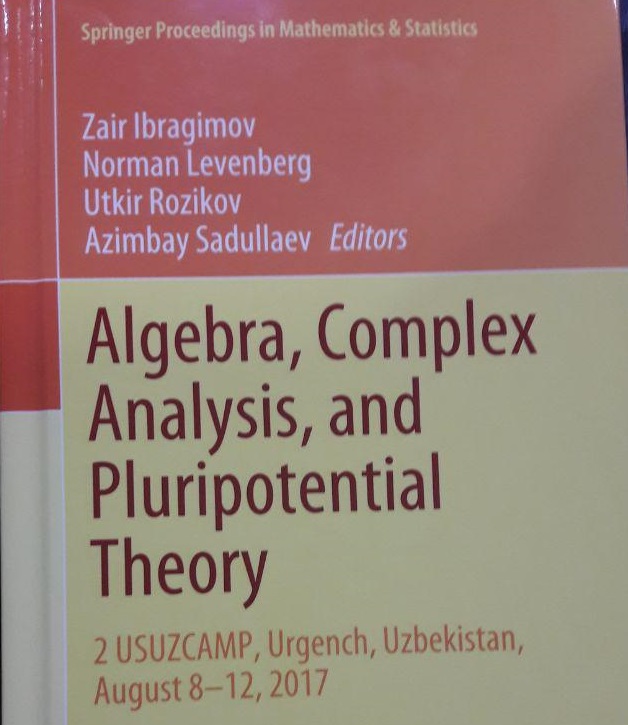 Springer Proceedings in Mathematics & Statistics
Zair Ibragimov
Norman Levenberg
Utkir Rozikov
Azimbay Sadullaev Editors
Algebra, Complex
Analysis, and
Pluripotential
Theory
2 USUZCAMP, Urgench, Uzbekistan,
August 8–12, 2017